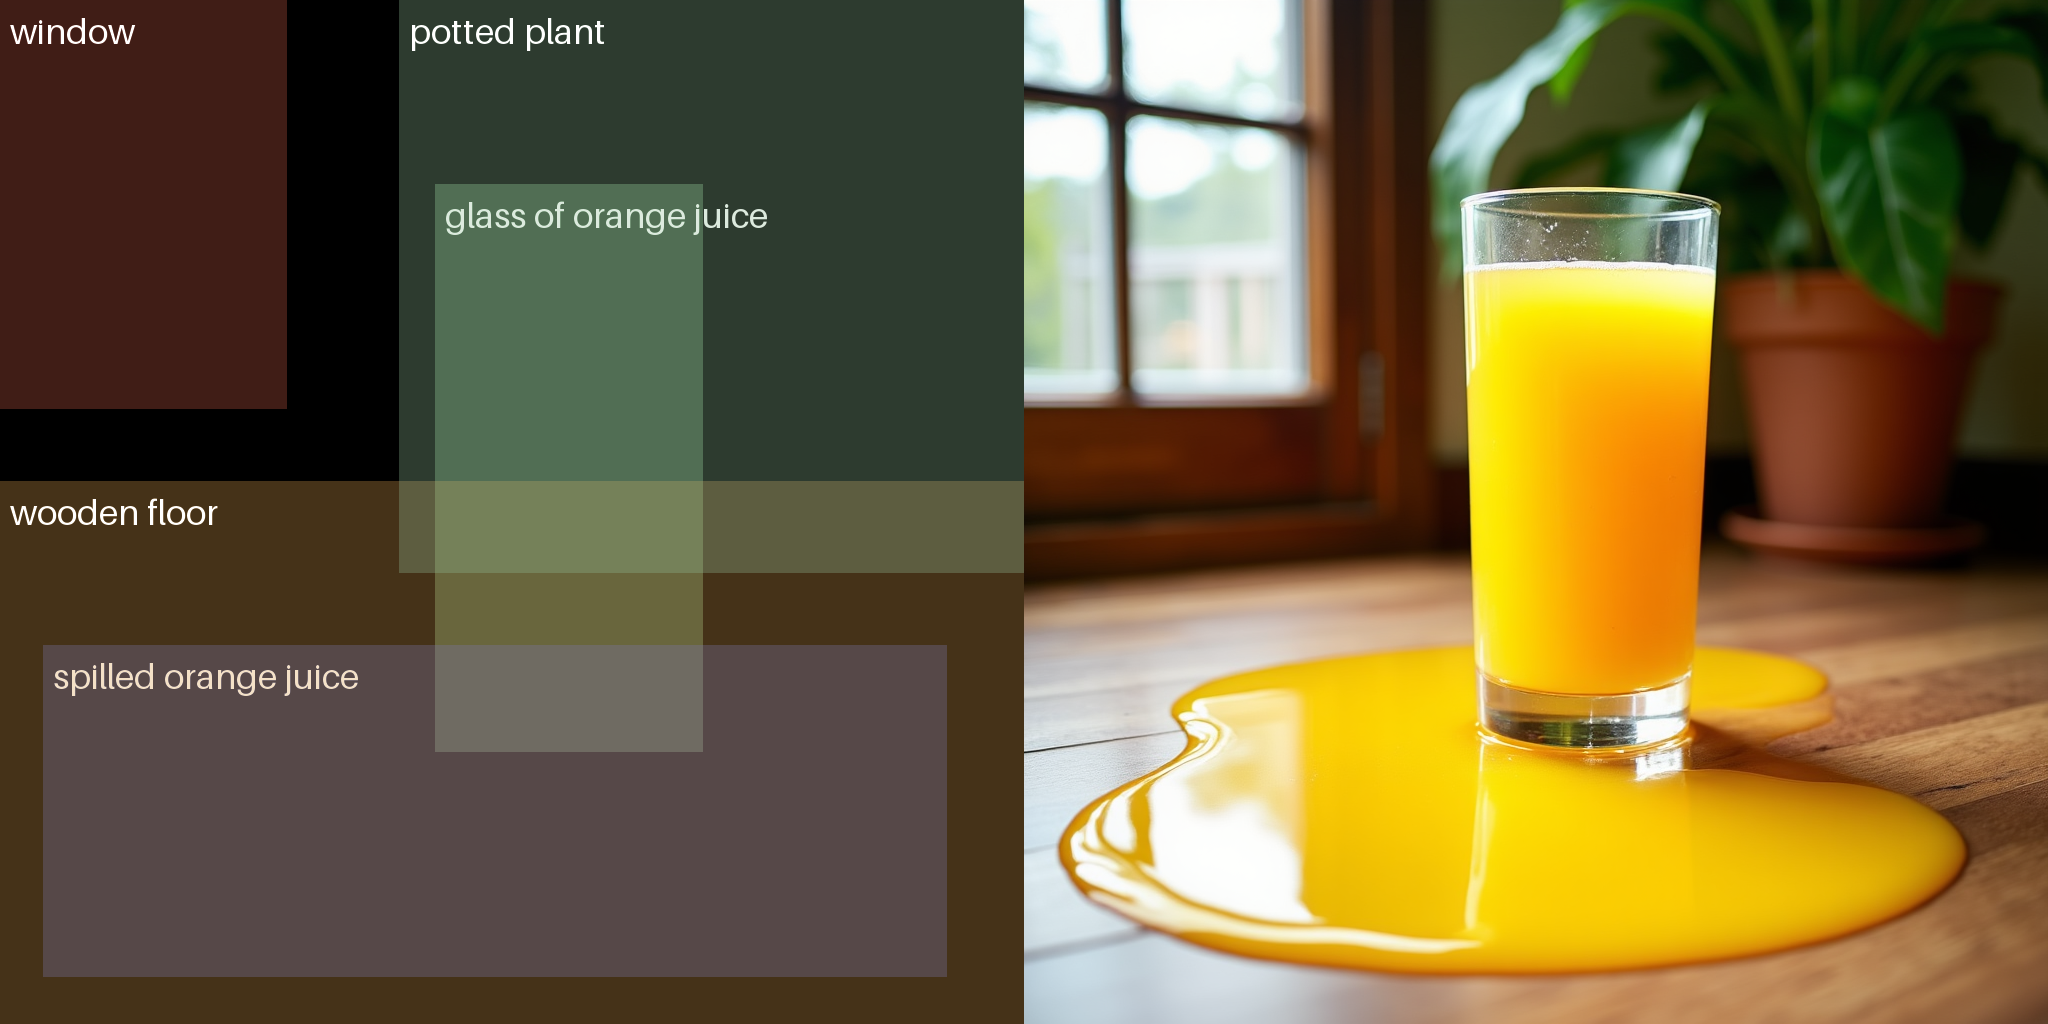 window
potted plant
glass of orange juice
wooden floor
spilled orange juice